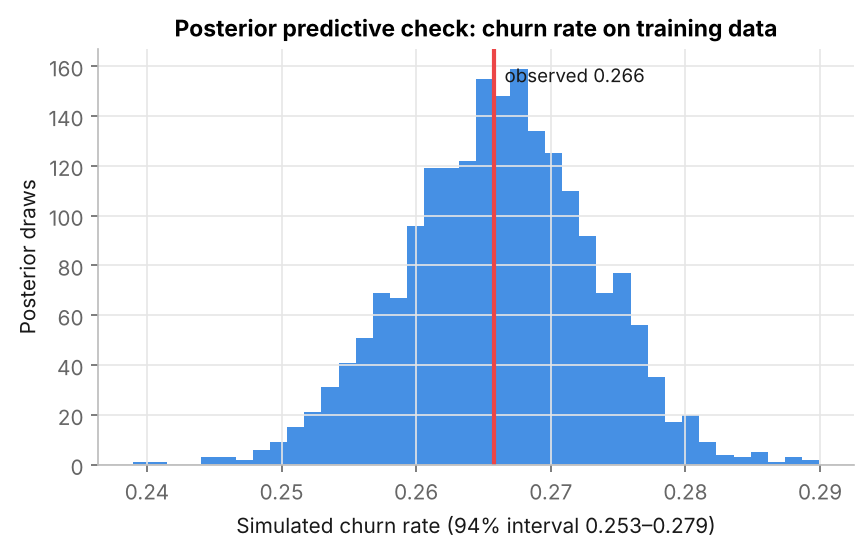 Posterior predictive check: churn rate on training data
observed 0.266
Posterior draws
160
140
120
100
80
60
40
20
0
0.24 0.25 0.26 0.27 0.28 0.29
Simulated churn rate (94% interval 0.253–0.279)